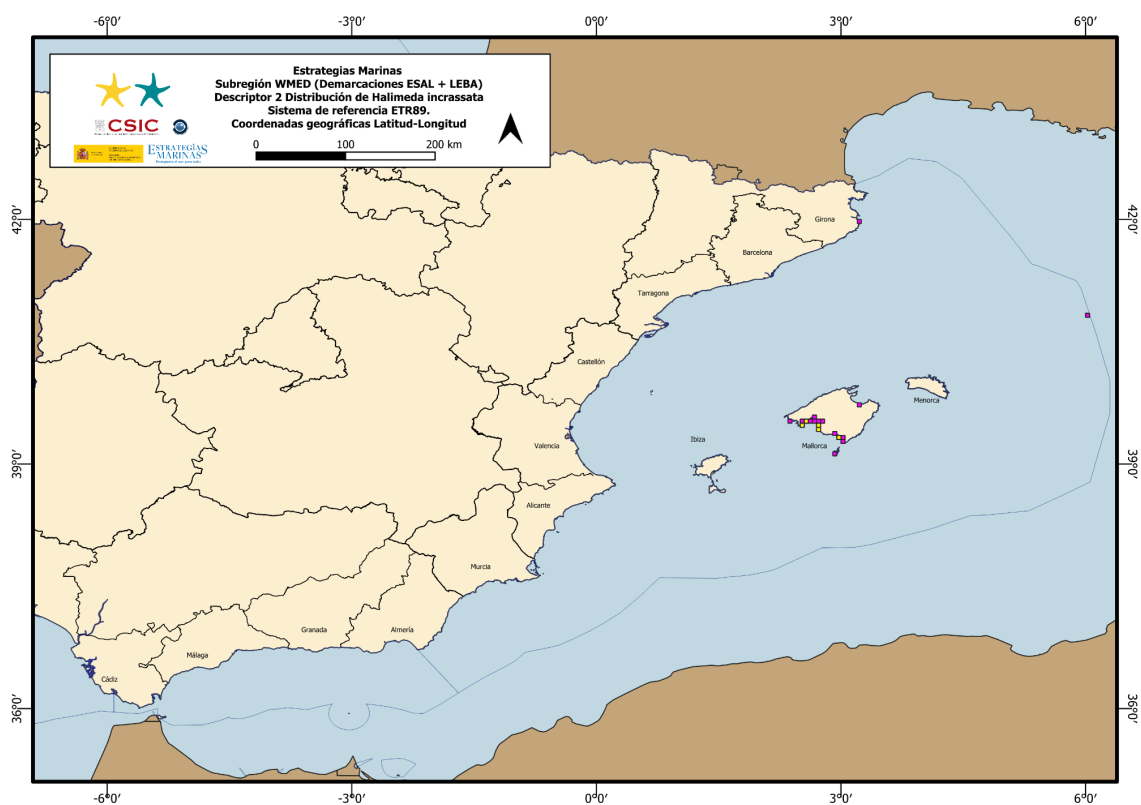 -6°0′ -3°0′ 0°0′ 3°0′ 6°0′
Estrategias Marinas
Subregión WMED (Demarcaciones ESAL + LEBA)
Descriptor 2 Distribución de Halimeda incrassata
Sistema de referencia ETR89.
Coordenadas geográficas Latitud-Longitud
0 100 200 km
CSIC
ESTRATEGIAS
MARINAS
42°0′ 42°0′
Girona
Barcelona
Tarragona
Castellón
Menorca
Valencia
Ibiza
Mallorca
39°0′ 39°0′
Alicante
Murcia
Granada
Almería
Málaga
Cádiz
36°0′ 36°0′
-6°0′ -3°0′ 0°0′ 3°0′ 6°0′